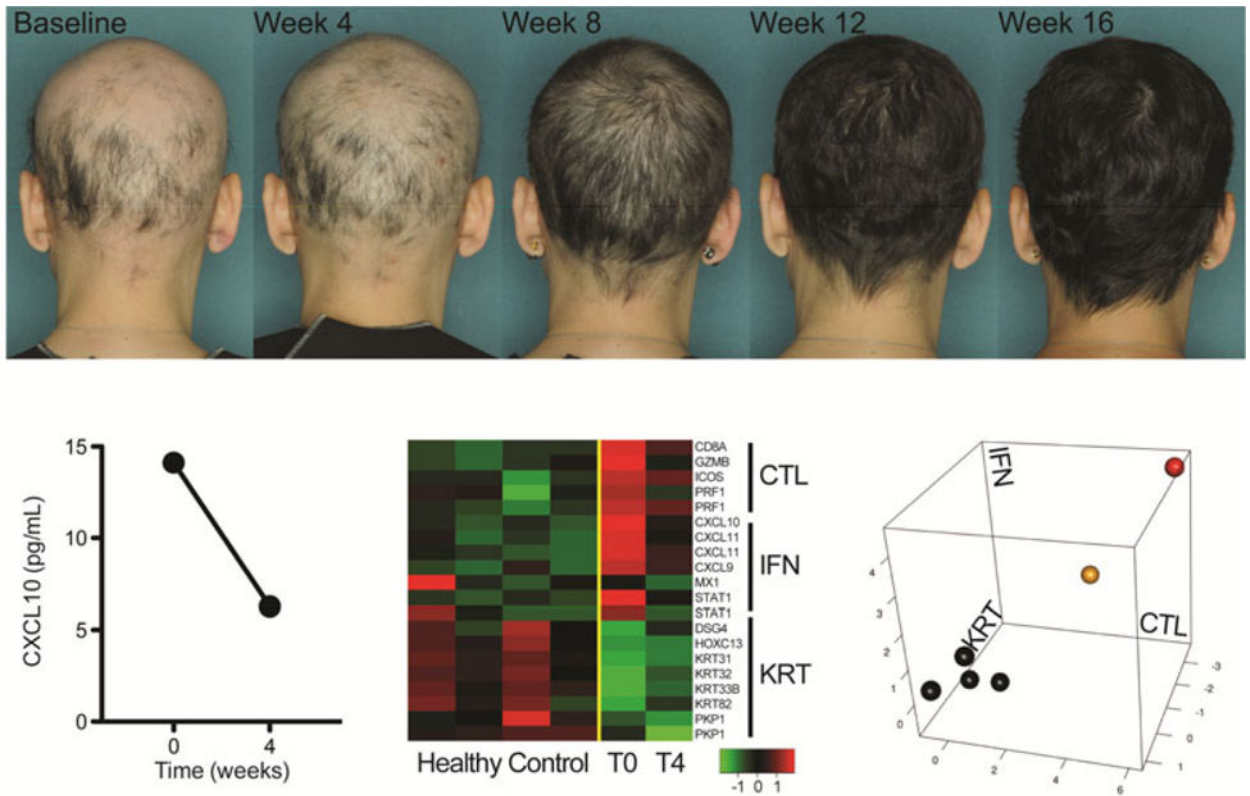 Baseline Week 4 Week 8 Week 12 Week 16
15
10
5
0
CXCL10 (pg/mL)
0 4
Time (weeks)
CD8A
GZMB
ICOS
PRF1
PRF1
CXCL10
CXCL11
CXCL11
CXCL9
MX1
STAT1
STAT1
DSG4
HOXC13
KRT31
KRT32
KRT33B
KRT82
PKP1
PKP1
CTL
IFN
KRT
Healthy Control T0 T4
-1 0 1
IFN
KRT
CTL
4
3
2
1
0
0 2 4 6
-3
-2
-1
0
1